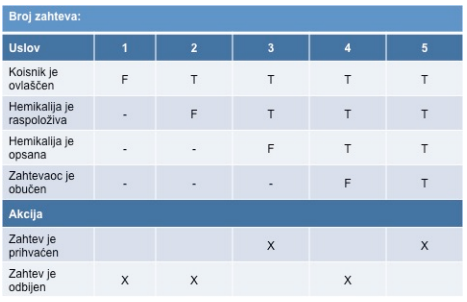 Broj zahteva:
Uslov 1 2 3 4 5
Koisnik je
ovlaščen F T T T T
Hemikalija je
raspoloživa - F T T T
Hemikalija je
opsana - - F T T
Zahtevaoc je
obučen - - - F T
Akcija
Zahtev je
prihvaćen X X
Zahtev je
odbijen X X X